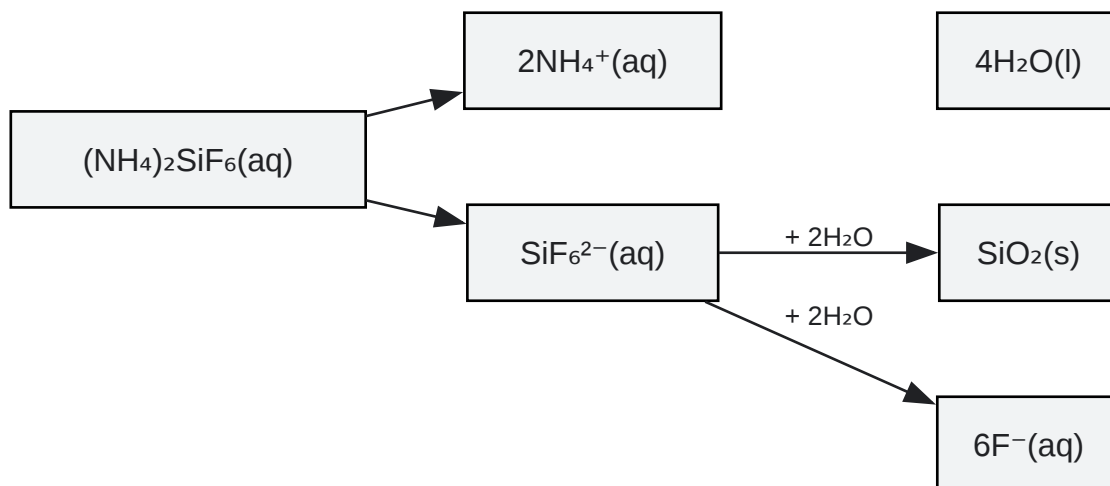 2NH₄⁺(aq)
4H₂O(l)
(NH₄)₂SiF₆(aq)
SiF₆²⁻(aq)
+ 2H₂O
SiO₂(s)
+ 2H₂O
6F⁻(aq)